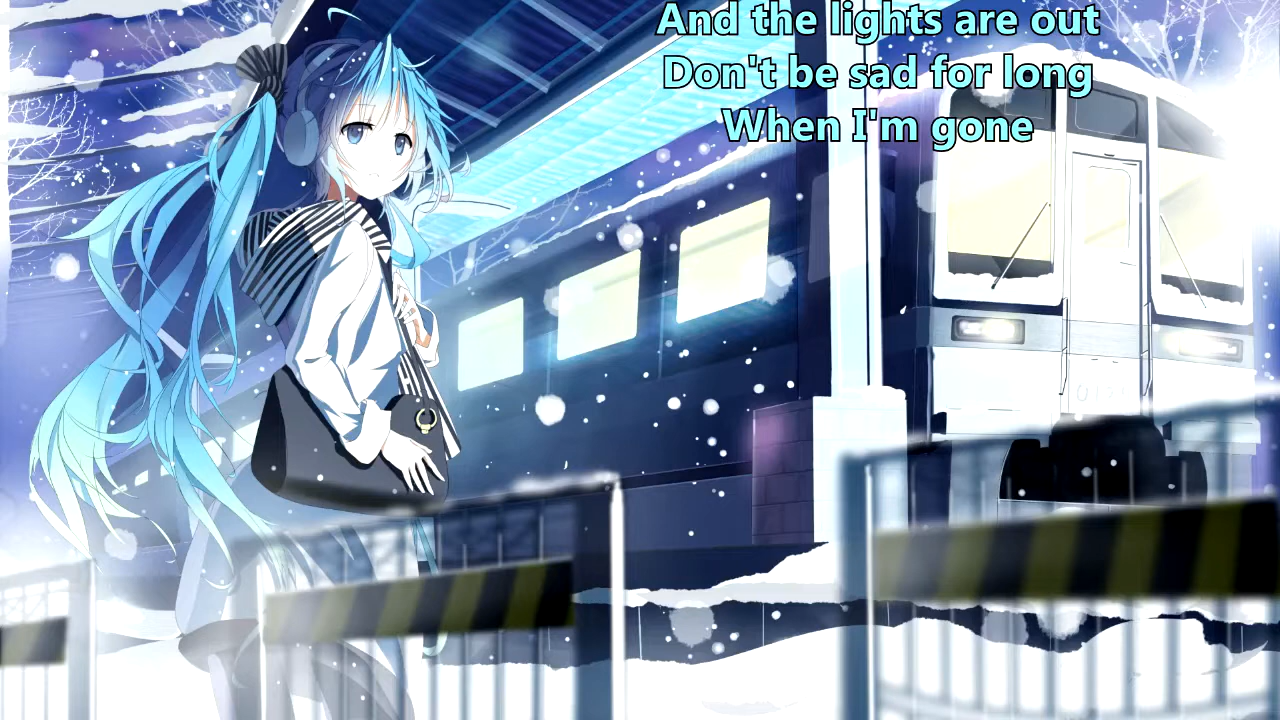 And the lights are out
Don't be sad for long
When I'm gone